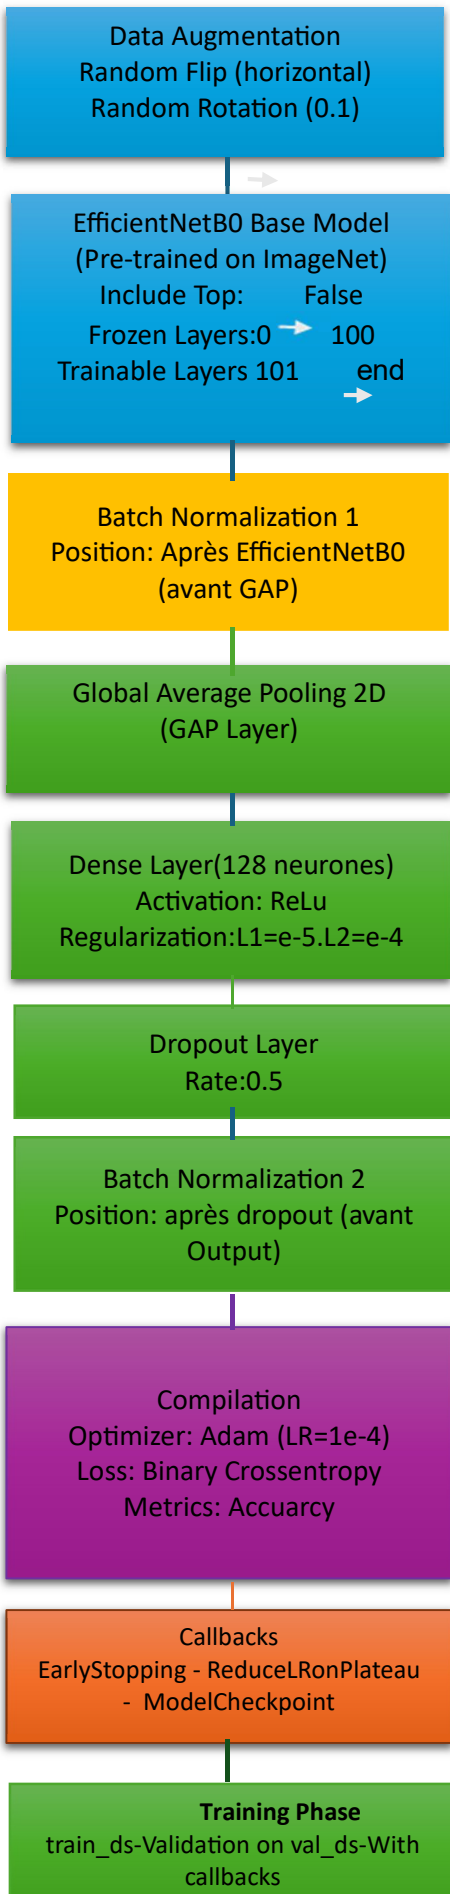 Data Augmentation
Random Flip (horizontal)
Random Rotation (0.1)
EfficientNetB0 Base Model
(Pre-trained on ImageNet)
Include Top: False
Frozen Layers:0 100
Trainable Layers 101 end
Batch Normalization 1
Position: Après EfficientNetB0
(avant GAP)
Global Average Pooling 2D
(GAP Layer)
Dense Layer(128 neurones)
Activation: ReLu
Regularization:L1=e-5.L2=e-4
Dropout Layer
Rate:0.5
Batch Normalization 2
Position: après dropout (avant
Output)
Compilation
Optimizer: Adam (LR=1e-4)
Loss: Binary Crossentropy
Metrics: Accuarcy
Callbacks
EarlyStopping - ReduceLRonPlateau
- ModelCheckpoint
Training Phase
train_ds-Validation on val_ds-With
callbacks